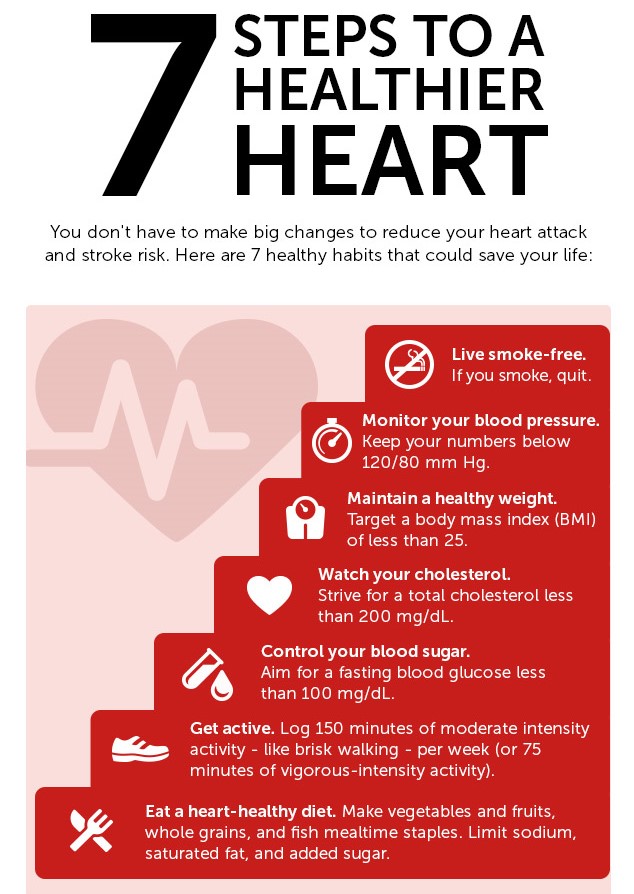 7 STEPS TO A
HEALTHIER
HEART
You don't have to make big changes to reduce your heart attack
and stroke risk. Here are 7 healthy habits that could save your life:
Live smoke-free.
If you smoke, quit.
Monitor your blood pressure.
Keep your numbers below
120/80 mm Hg.
Maintain a healthy weight.
Target a body mass index (BMI)
of less than 25.
Watch your cholesterol.
Strive for a total cholesterol less
than 200 mg/dL.
Control your blood sugar.
Aim for a fasting blood glucose less
than 100 mg/dL.
Get active. Log 150 minutes of moderate intensity
activity - like brisk walking - per week (or 75
minutes of vigorous-intensity activity).
Eat a heart-healthy diet. Make vegetables and fruits,
whole grains, and fish mealtime staples. Limit sodium,
saturated fat, and added sugar.